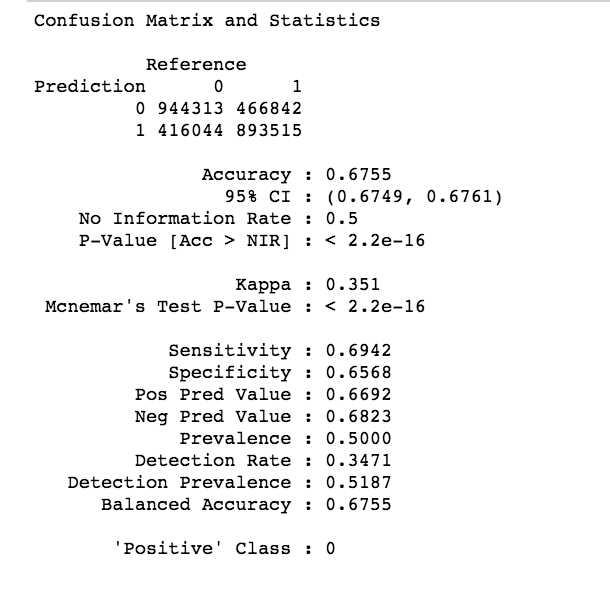 Confusion Matrix and Statistics
Reference
Prediction 0 1
0 944313 466842
1 416044 893515
Accuracy : 0.6755
95% CI : (0.6749, 0.6761)
No Information Rate : 0.5
P-Value [Acc > NIR] : < 2.2e-16
Kappa : 0.351
Mcnemar's Test P-Value : < 2.2e-16
Sensitivity : 0.6942
Specificity : 0.6568
Pos Pred Value : 0.6692
Neg Pred Value : 0.6823
Prevalence : 0.5000
Detection Rate : 0.3471
Detection Prevalence : 0.5187
Balanced Accuracy : 0.6755
'Positive' Class : 0